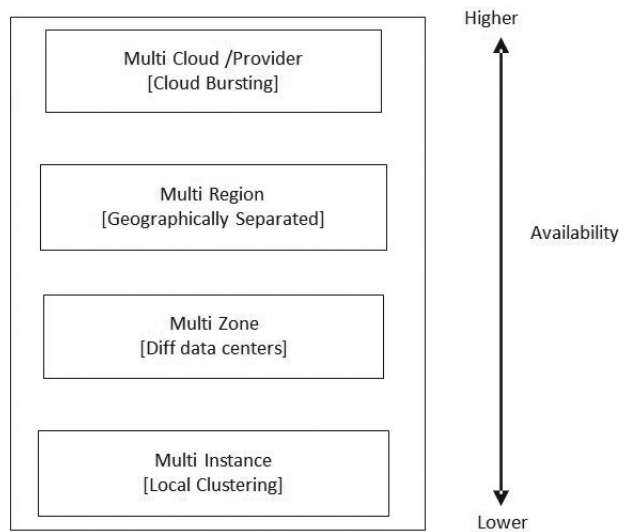 Higher
Multi Cloud /Provider
[Cloud Bursting]
Multi Region
[Geographically Separated]
Availability
Multi Zone
[Diff data centers]
Multi Instance
[Local Clustering]
Lower